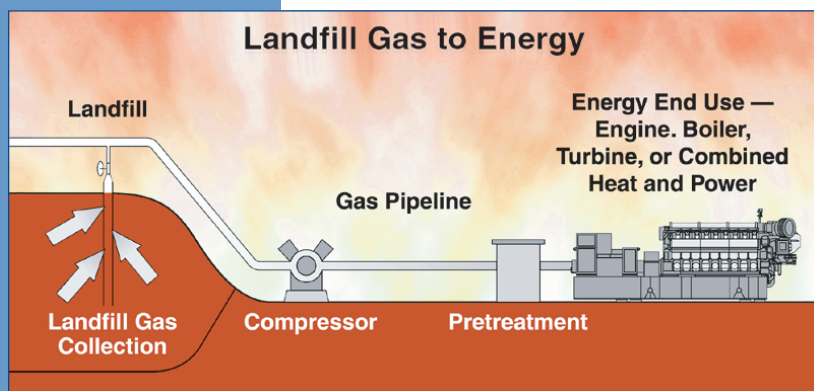 Landfill Gas to Energy
Landfill
Energy End Use —
Engine. Boiler,
Turbine, or Combined
Heat and Power
Gas Pipeline
Landfill Gas
Collection
Compressor
Pretreatment